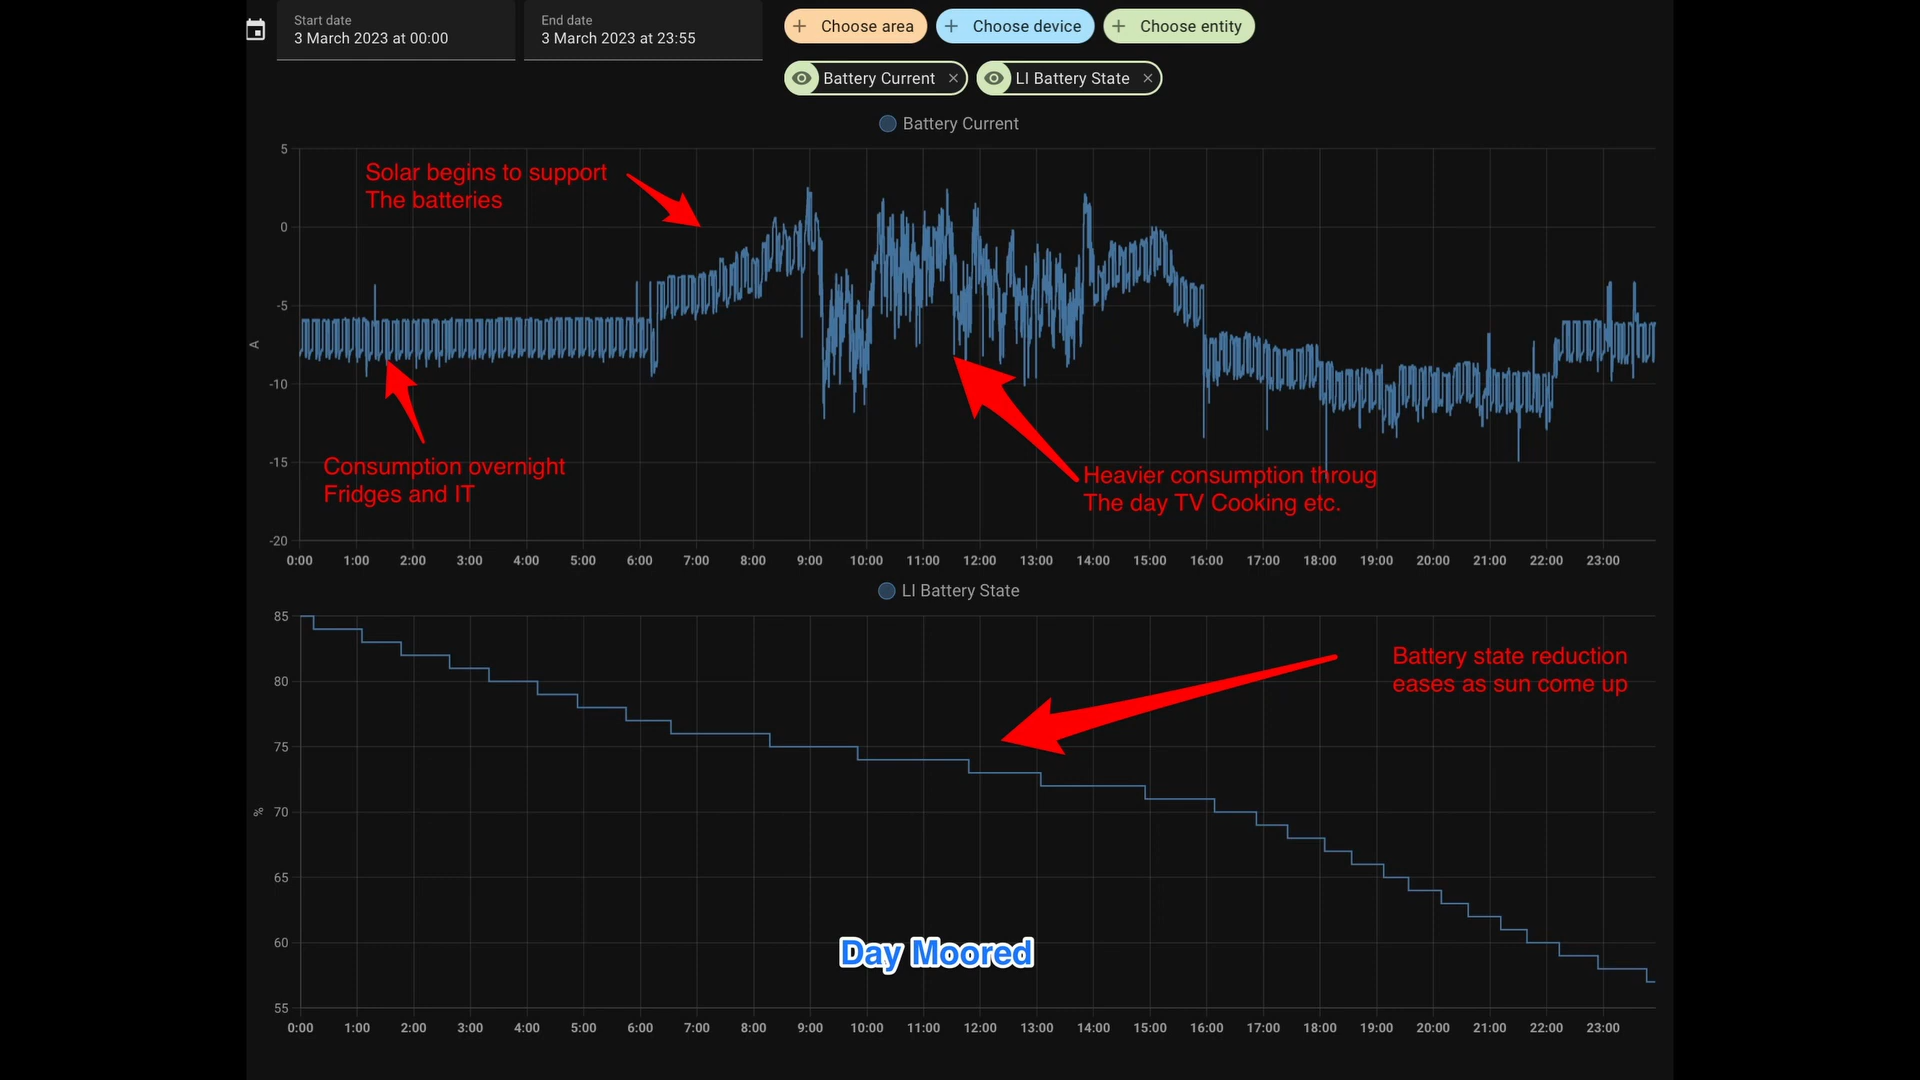 Start date
3 March 2023 at 00:00
End date
3 March 2023 at 23:55
+ Choose area
+ Choose device
+ Choose entity
Battery Current ×
LI Battery State ×
Battery Current
5
0
-5
-10
-15
-20
A
Solar begins to support
The batteries
Consumption overnight
Fridges and IT
Heavier consumption throug
The day TV Cooking etc.
0:00 1:00 2:00 3:00 4:00 5:00 6:00 7:00 8:00 9:00 10:00 11:00 12:00 13:00 14:00 15:00 16:00 17:00 18:00 19:00 20:00 21:00 22:00 23:00
LI Battery State
85
80
75
70
65
60
55
%
Battery state reduction
eases as sun come up
Day Moored
0:00 1:00 2:00 3:00 4:00 5:00 6:00 7:00 8:00 9:00 10:00 11:00 12:00 13:00 14:00 15:00 16:00 17:00 18:00 19:00 20:00 21:00 22:00 23:00